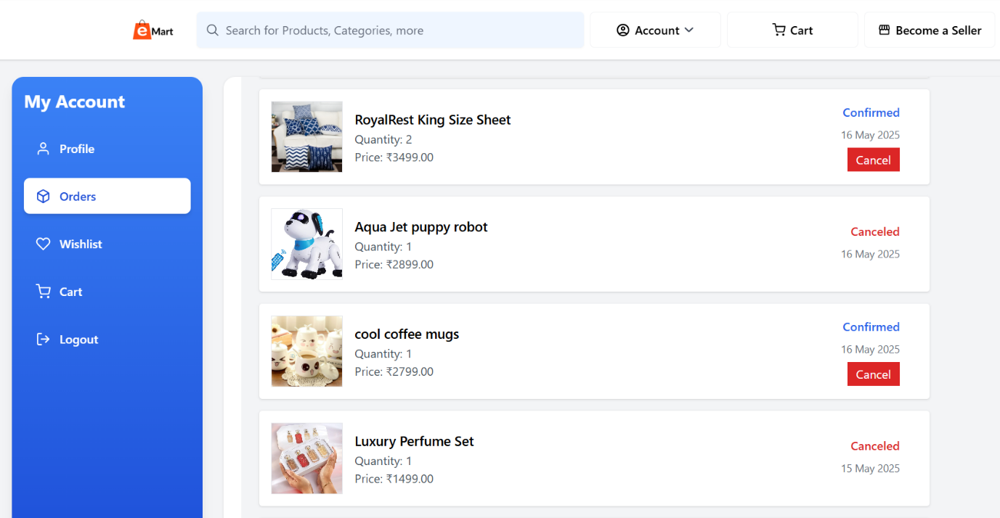 e Mart
Search for Products, Categories, more
Account
Cart
Become a Seller
My Account
Profile
Orders
Wishlist
Cart
Logout
RoyalRest King Size Sheet
Quantity: 2
Price: ₹3499.00
Confirmed
16 May 2025
Cancel
Aqua Jet puppy robot
Quantity: 1
Price: ₹2899.00
Canceled
16 May 2025
cool coffee mugs
Quantity: 1
Price: ₹2799.00
Confirmed
16 May 2025
Cancel
Luxury Perfume Set
Quantity: 1
Price: ₹1499.00
Canceled
15 May 2025